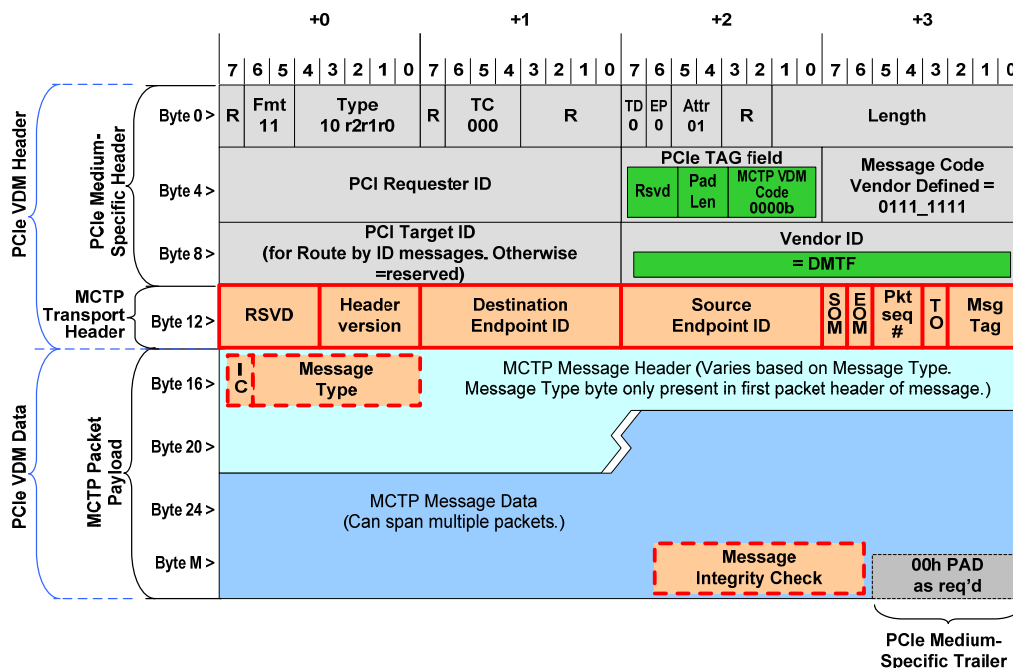 +0 +1 +2 +3
7 6 5 4 3 2 1 0 7 6 5 4 3 2 1 0 7 6 5 4 3 2 1 0 7 6 5 4 3 2 1 0
PCIe VDM Header
PCIe Medium-
Specific Header
Byte 0 >
R
Fmt
11
Type
10 r2r1r0
R
TC
000
R
TD
0
EP
0
Attr
01
R
Length
Byte 4 >
PCI Requester ID
PCIe TAG field
Rsvd
Pad
Len
MCTP VDM
Code
0000b
Message Code
Vendor Defined =
0111_1111
Byte 8 >
PCI Target ID
(for Route by ID messages. Otherwise
=reserved)
Vendor ID
= DMTF
MCTP
Transport
Header
Byte 12 >
RSVD
Header
version
Destination
Endpoint ID
Source
Endpoint ID
SOM
EOM
Pkt
seq
#
TO
Msg
Tag
PCIe VDM Data
MCTP Packet
Payload
Byte 16 >
IC
Message
Type
MCTP Message Header (Varies based on Message Type.
Message Type byte only present in first packet header of message.)
Byte 20 >
Byte 24 >
MCTP Message Data
(Can span multiple packets.)
Byte M >
Message
Integrity Check
00h PAD
as req’d
PCIe Medium-
Specific Trailer